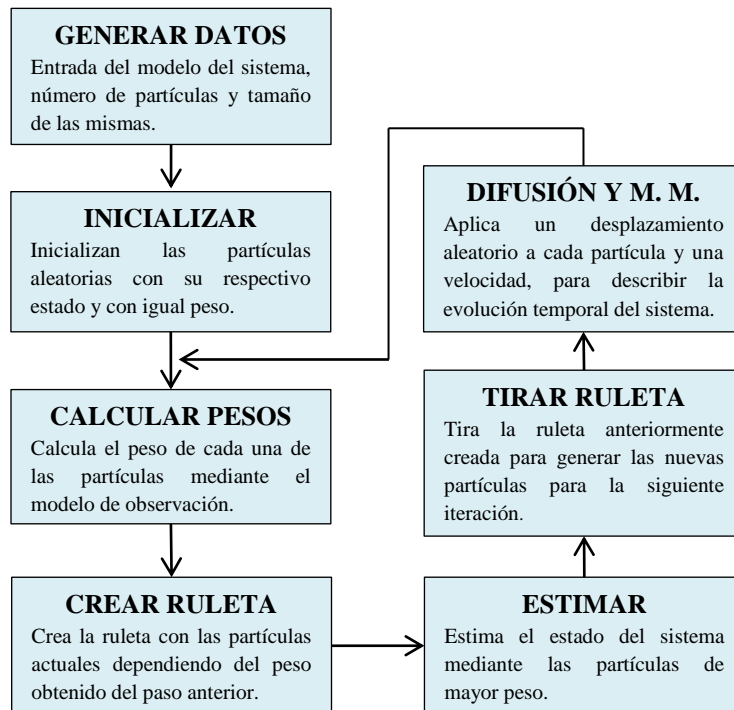 GENERAR DATOS
Entrada del modelo del sistema,
número de partículas y tamaño
de las mismas.
INICIALIZAR
Inicializan las partículas
aleatorias con su respectivo
estado y con igual peso.
CALCULAR PESOS
Calcula el peso de cada una de
las partículas mediante el
modelo de observación.
CREAR RULETA
Crea la ruleta con las partículas
actuales dependiendo del peso
obtenido del paso anterior.
ESTIMAR
Estima el estado del sistema
mediante las partículas de
mayor peso.
TIRAR RULETA
Tira la ruleta anteriormente
creada para generar las nuevas
partículas para la siguiente
iteración.
DIFUSIÓN Y M. M.
Aplica un desplazamiento
aleatorio a cada partícula y una
velocidad, para describir la
evolución temporal del sistema.